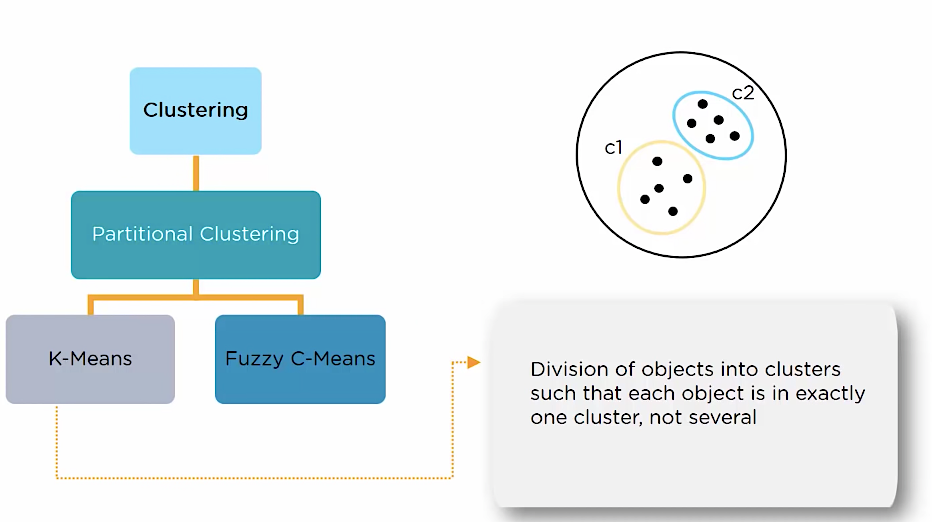 Clustering
Partitional Clustering
K-Means
Fuzzy C-Means
c1
c2
Division of objects into clusters
such that each object is in exactly
one cluster, not several